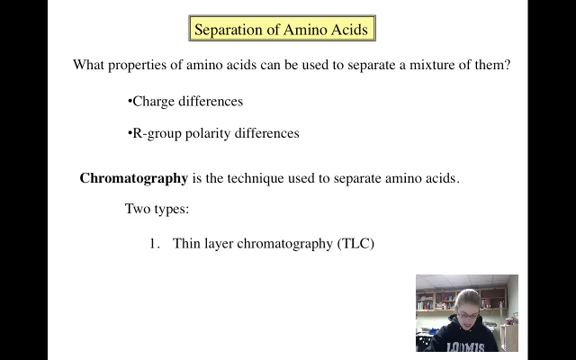 Separation of Amino Acids
What properties of amino acids can be used to separate a mixture of them?
•Charge differences
•R-group polarity differences
Chromatography is the technique used to separate amino acids.
Two types:
1. Thin layer chromatography (TLC)
LOOMIS